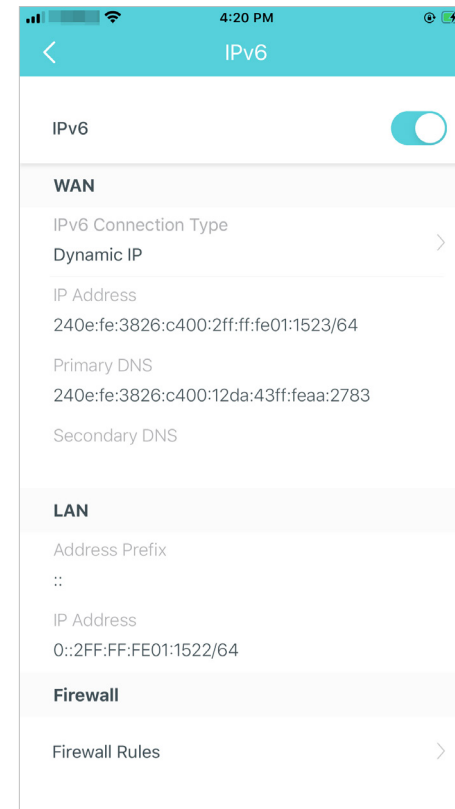 4:20 PM
IPv6
IPv6
WAN
IPv6 Connection Type
Dynamic IP
IP Address
240e:fe:3826:c400:2ff:ff:fe01:1523/64
Primary DNS
240e:fe:3826:c400:12da:43ff:feaa:2783
Secondary DNS
LAN
Address Prefix
::
IP Address
0::2FF:FF:FE01:1522/64
Firewall
Firewall Rules